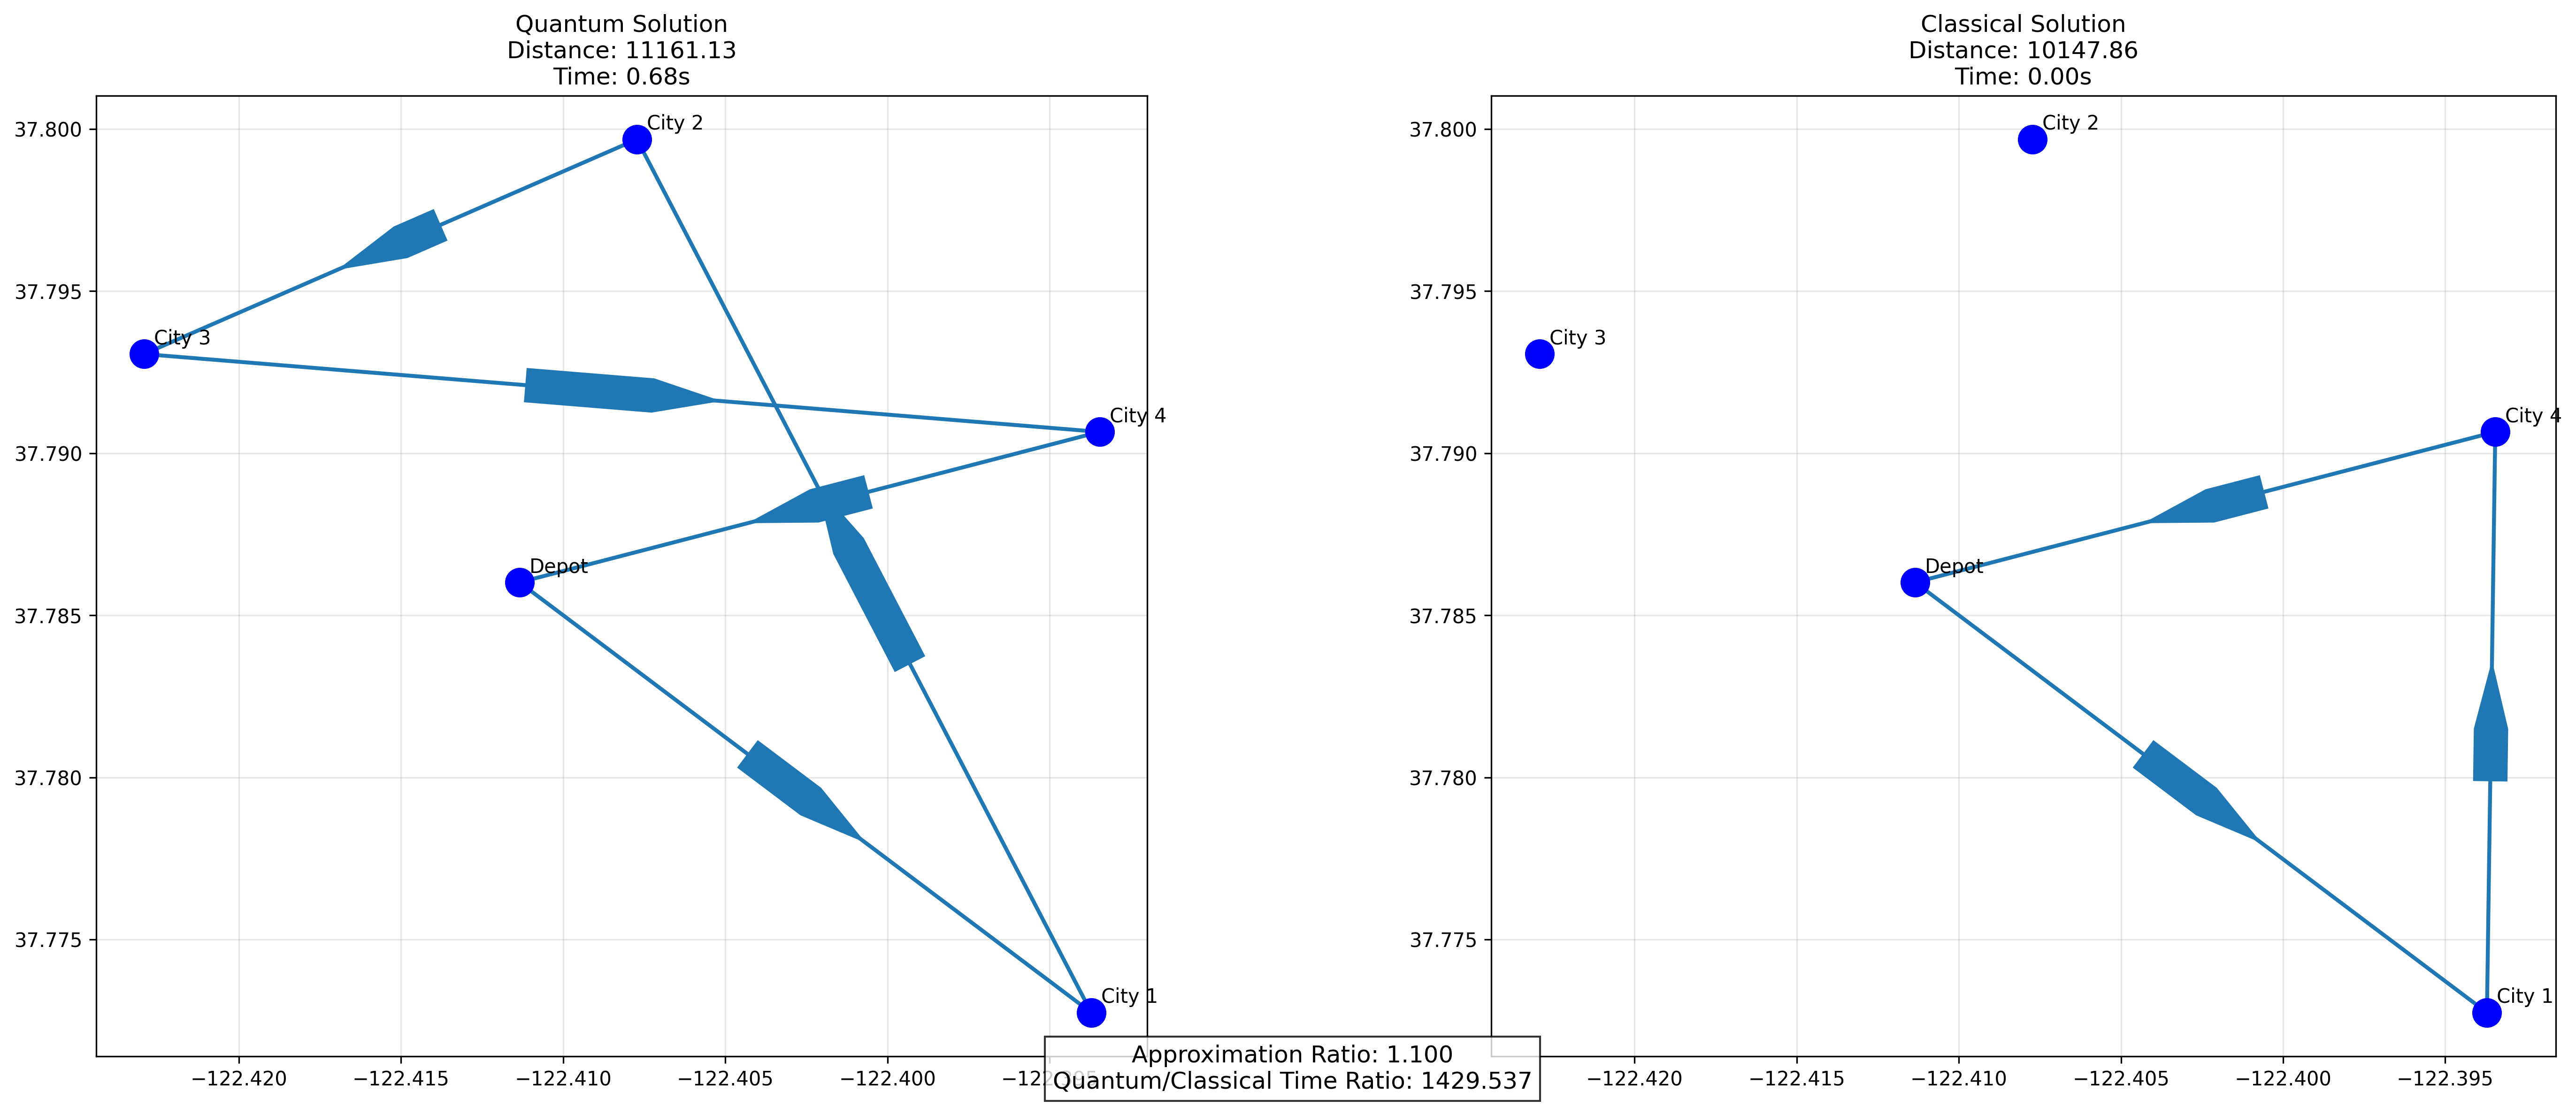 Quantum Solution
Distance: 11161.13
Time: 0.68s
37.800
37.795
37.790
37.785
37.780
37.775
City 2
City 3
City 4
Depot
City 1
−122.420
−122.415
−122.410
−122.405
−122.400
−122.395
Classical Solution
Distance: 10147.86
Time: 0.00s
37.800
37.795
37.790
37.785
37.780
37.775
City 2
City 3
City 4
Depot
City 1
−122.420
−122.415
−122.410
−122.405
−122.400
−122.395
Approximation Ratio: 1.100
Quantum/Classical Time Ratio: 1429.537